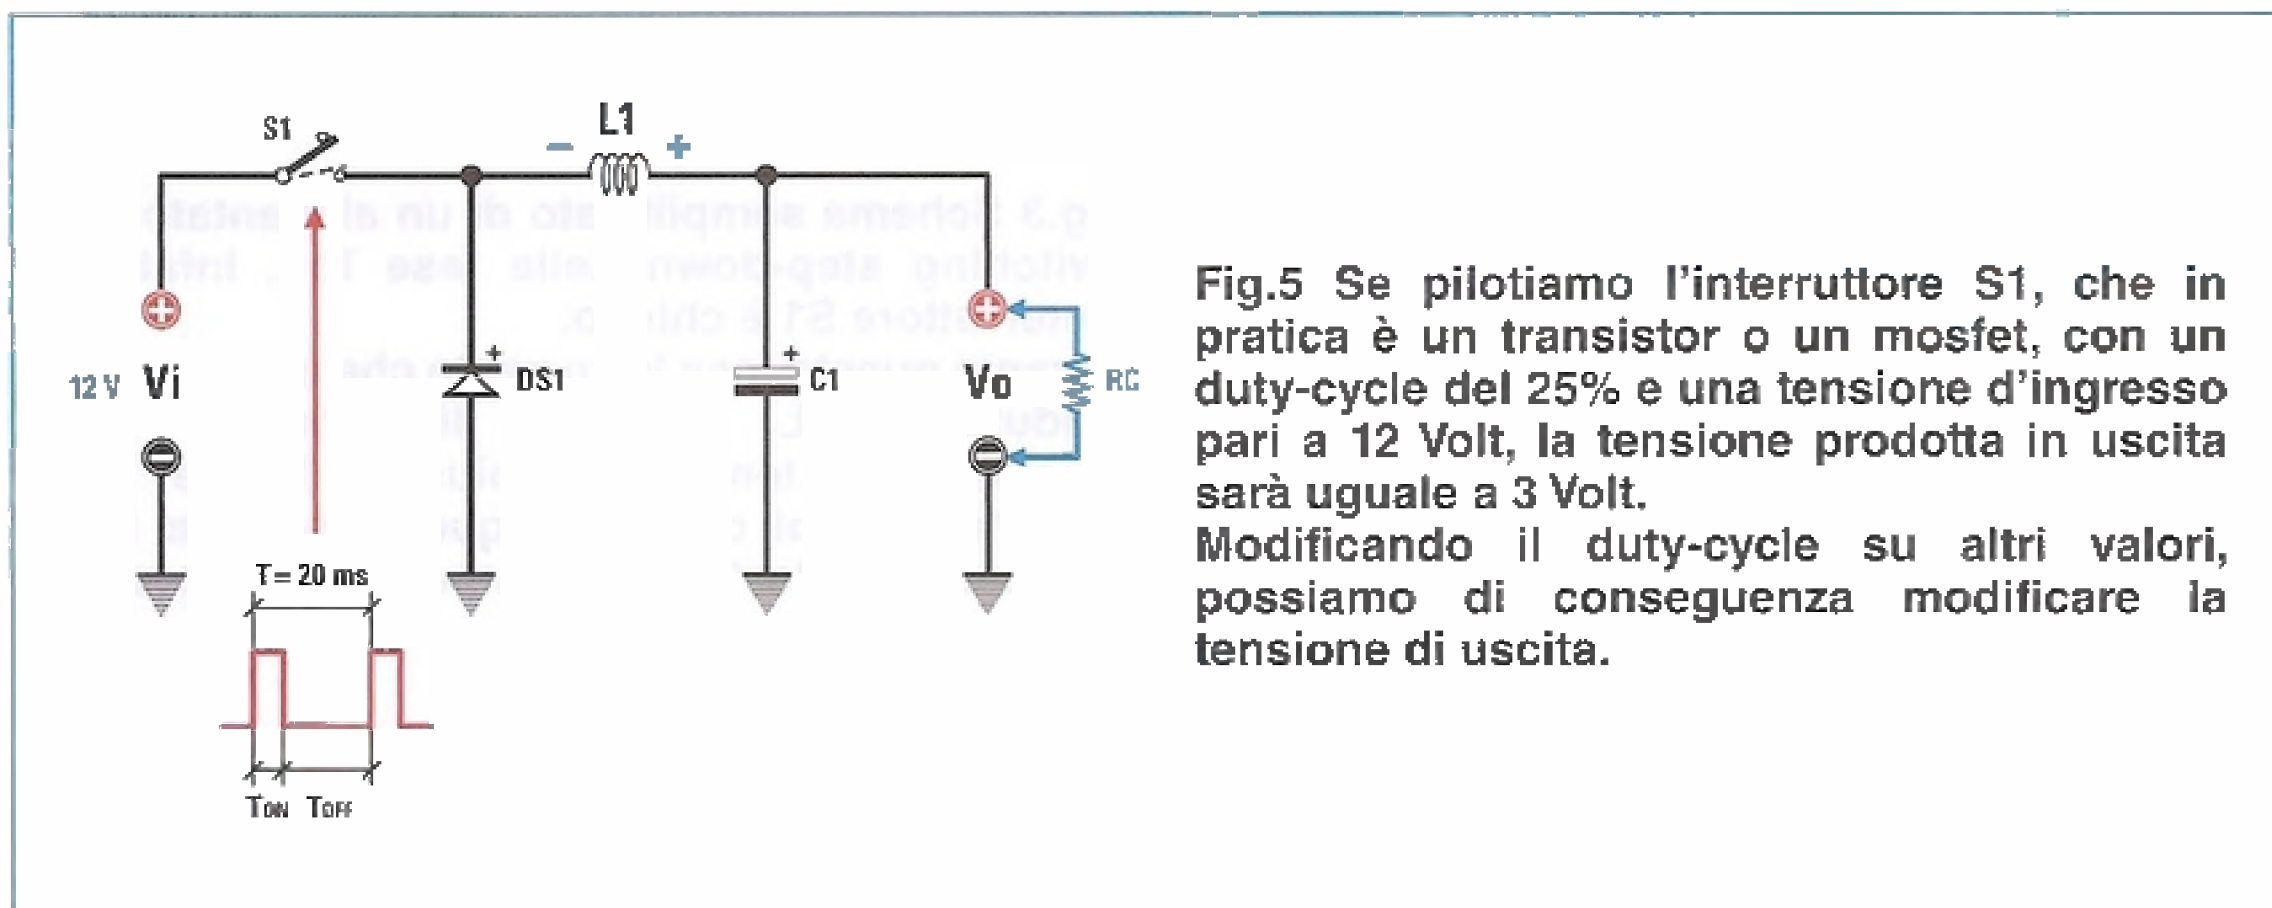 S1
L1
− +
+
DS1
+
C1
12 V Vi
Vo
RC
T = 20 ms
TON TOFF
Fig.5 Se pilotiamo l'interruttore S1, che in
pratica è un transistor o un mosfet, con un
duty-cycle del 25% e una tensione d'ingresso
pari a 12 Volt, la tensione prodotta in uscita
sarà uguale a 3 Volt.
Modificando il duty-cycle su altri valori,
possiamo di conseguenza modificare la
tensione di uscita.